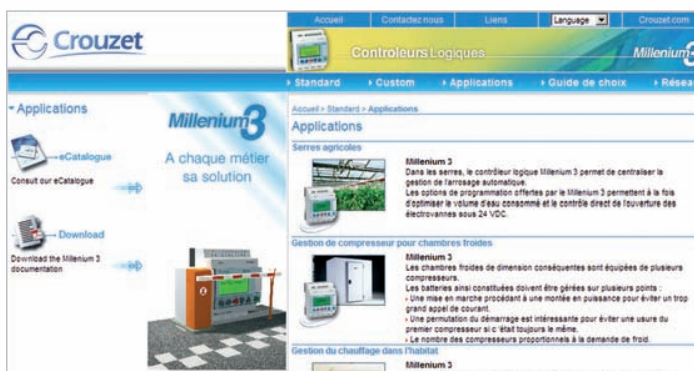 Crouzet
Accueil Contactez nous Liens Language Crouzet.com
Controleurs Logiques Millenium 3
Standard Custom Applications Guide de choix Résea
Applications
eCatalogue
Consult our eCatalogue
Download
Download the Millenium 3
documentation
Millenium 3
A chaque métier
sa solution
Accueil > Standard > Applications
Applications
Serres agricoles
Millenium 3
Dans les serres, le contrôleur logique Millenium 3 permet de centraliser la
gestion de l'arrosage automatique.
Les options de programmation offertes par le Millenium 3 permettent à la fois
d'optimiser le volume d'eau consommé et le contrôle direct de l'ouverture des
électrovannes sous 24 VDC.
Gestion de compresseur pour chambres froides
Millenium 3
Les chambres froides de dimension conséquentes sont équipées de plusieurs
compresseurs.
Les batteries ainsi constituées doivent être gérées sur plusieurs points :
Une mise en marche procédant à une montée en puissance pour éviter un trop
grand appel de courant.
Une permutation du démarrage est intéressante pour éviter une usure du
premier compresseur si c 'était toujours le même.
Le nombre des compresseurs proportionnels à la demande de froid.
Gestion du chauffage dans l'habitat
Millenium 3